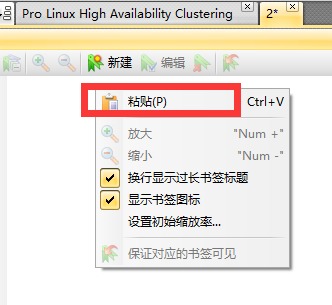 Pro Linux High Availability Clustering 2*
新建 编辑
粘贴(P) Ctrl+V
放大 "Num +"
缩小 "Num -"
换行显示过长书签标题
显示书签图标
设置初始缩放率...
保证对应的书签可见